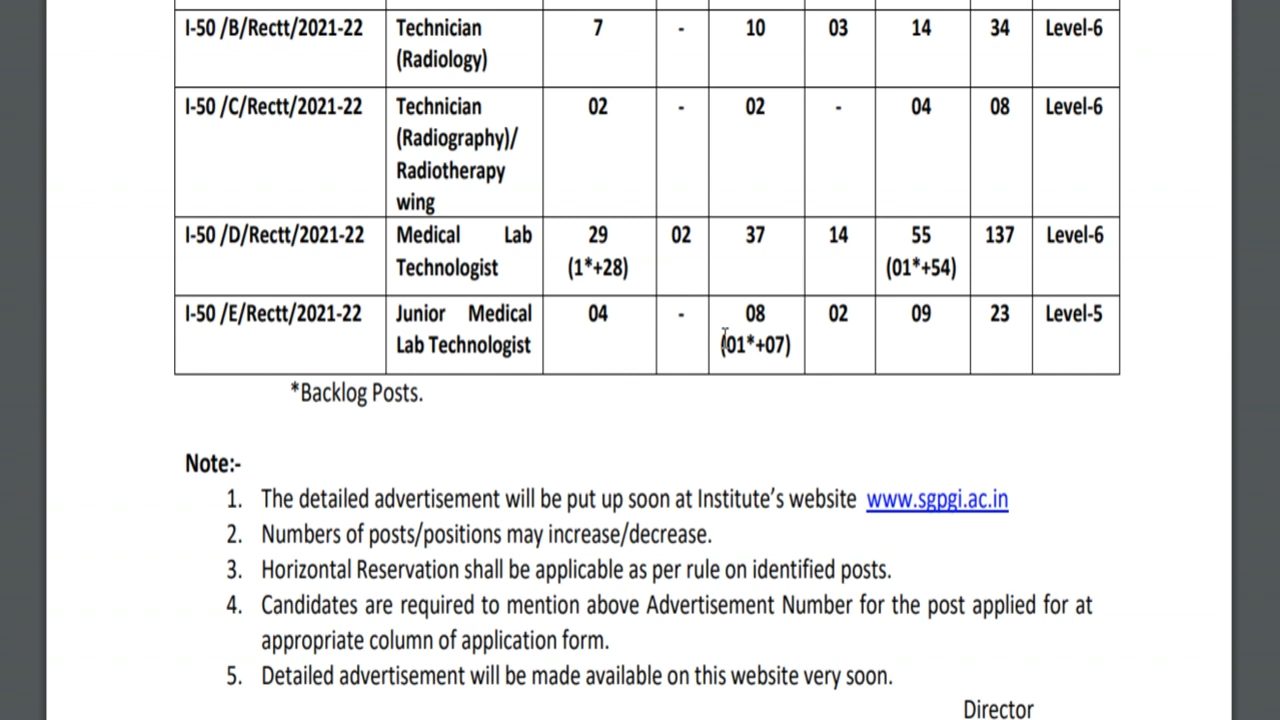 I-50 /B/Rectt/2021-22 Technician 7 - 10 03 14 34 Level-6
(Radiology)
I-50 /C/Rectt/2021-22 Technician 02 - 02 - 04 08 Level-6
(Radiography)/
Radiotherapy
wing
I-50 /D/Rectt/2021-22 Medical Lab 29 02 37 14 55 137 Level-6
Technologist (1*+28) (01*+54)
I-50 /E/Rectt/2021-22 Junior Medical 04 - 08 02 09 23 Level-5
Lab Technologist (01*+07)
*Backlog Posts.
Note:-
1. The detailed advertisement will be put up soon at Institute’s website www.sgpgi.ac.in
2. Numbers of posts/positions may increase/decrease.
3. Horizontal Reservation shall be applicable as per rule on identified posts.
4. Candidates are required to mention above Advertisement Number for the post applied for at
appropriate column of application form.
5. Detailed advertisement will be made available on this website very soon.
Director